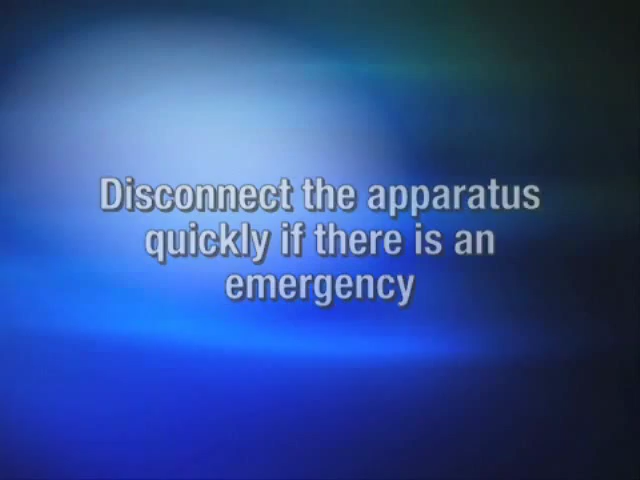 Disconnect the apparatus
quickly if there is an
emergency